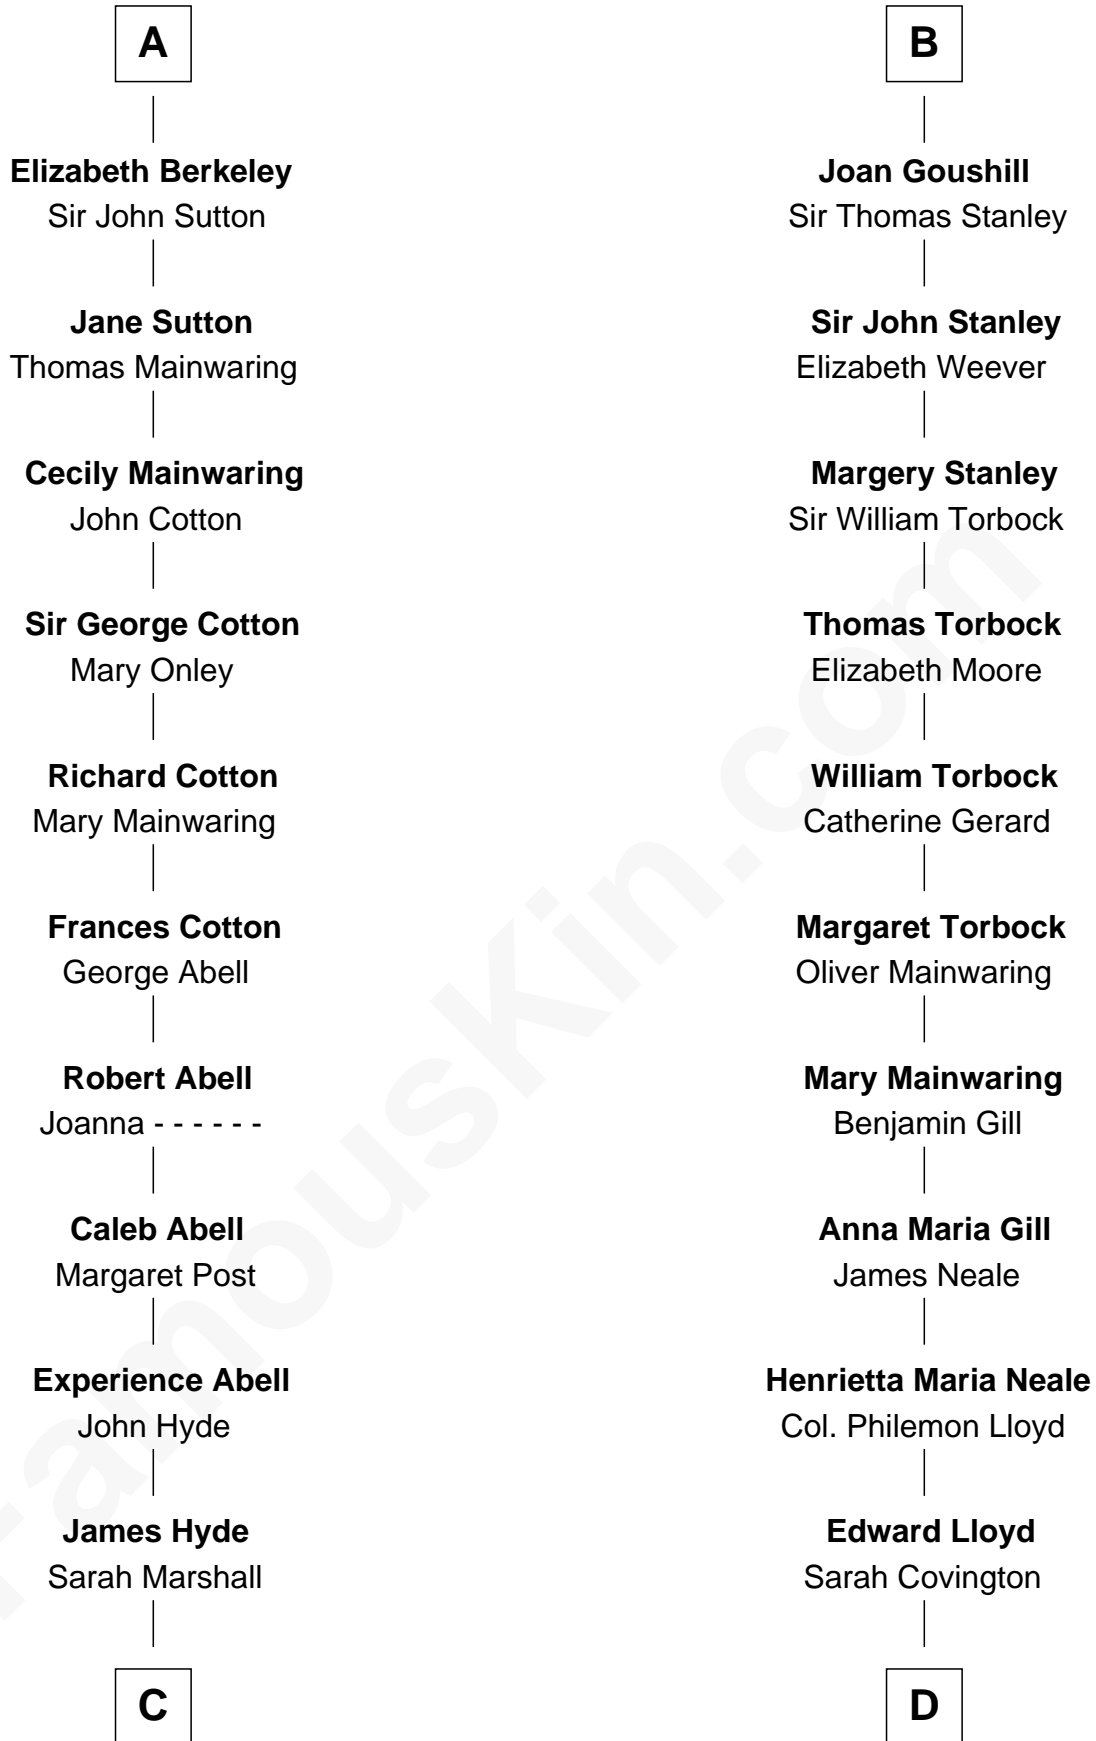 A
Elizabeth Berkeley
Sir John Sutton
Jane Sutton
Thomas Mainwaring
Cecily Mainwaring
John Cotton
Sir George Cotton
Mary Onley
Richard Cotton
Mary Mainwaring
Frances Cotton
George Abell
Robert Abell
Joanna - - - - - -
Caleb Abell
Margaret Post
Experience Abell
John Hyde
James Hyde
Sarah Marshall
C
B
Joan Goushill
Sir Thomas Stanley
Sir John Stanley
Elizabeth Weever
Margery Stanley
Sir William Torbock
Thomas Torbock
Elizabeth Moore
William Torbock
Catherine Gerard
Margaret Torbock
Oliver Mainwaring
Mary Mainwaring
Benjamin Gill
Anna Maria Gill
James Neale
Henrietta Maria Neale
Col. Philemon Lloyd
Edward Lloyd
Sarah Covington
D
FamousKin.com